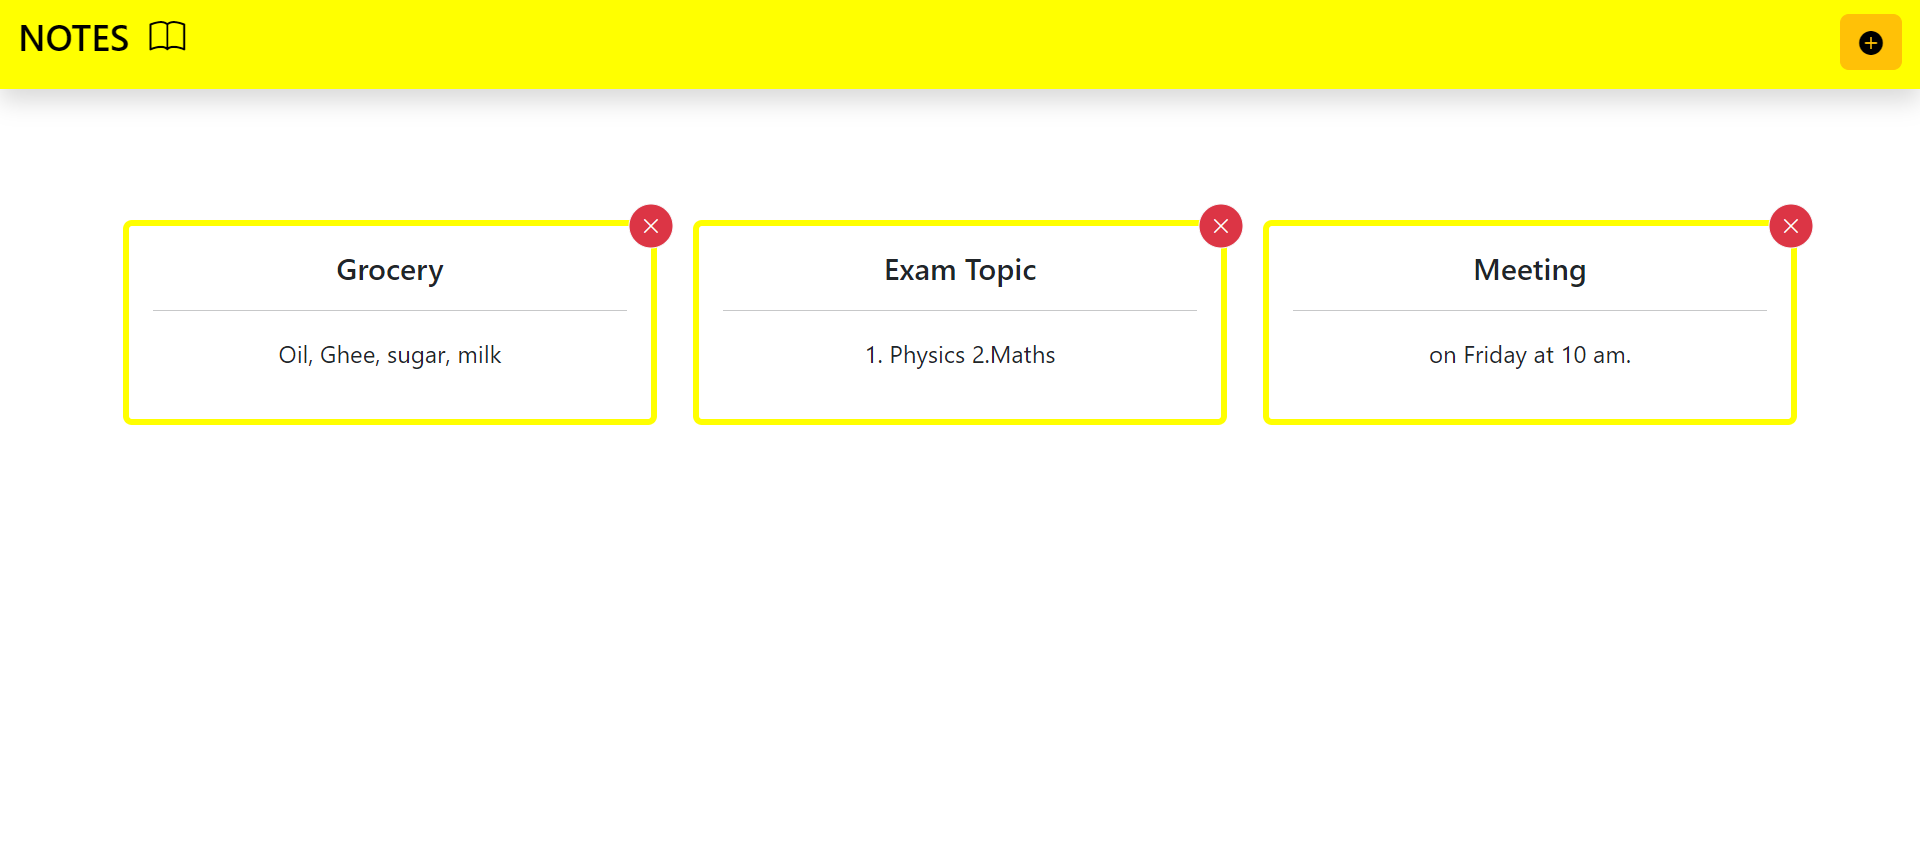 NOTES
Grocery
Oil, Ghee, sugar, milk
Exam Topic
1. Physics 2.Maths
Meeting
on Friday at 10 am.